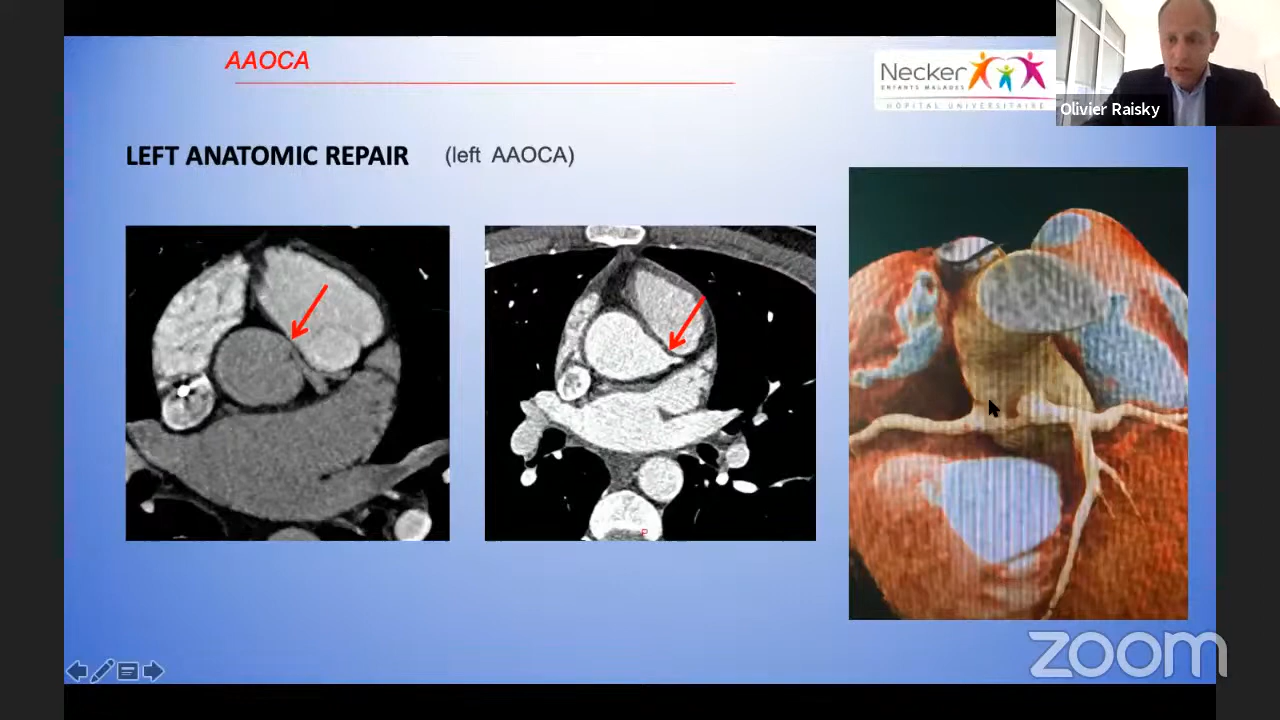 AAOCA
Necker
ENFANTS MALADES
HÔPITAL UNIVERSITAIRE
Olivier Raisky
LEFT ANATOMIC REPAIR (left AAOCA)
zoom